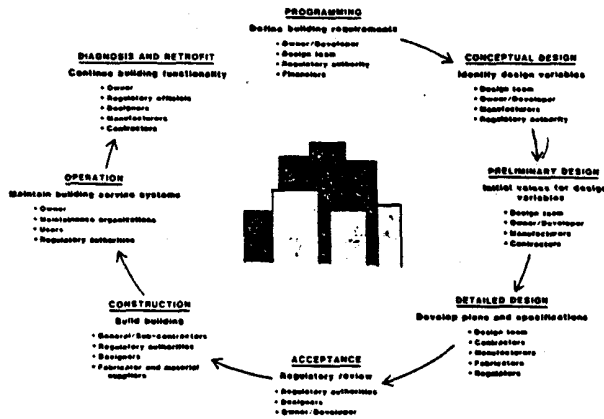 PROGRAMMING
Define building requirements
• Owner/Developer
• Design team
• Regulatory authority
• Financiers
CONCEPTUAL DESIGN
Identify design variables
• Design team
• Owner/Developer
• Manufacturers
• Regulatory authority
PRELIMINARY DESIGN
Initial values for design
variables
• Design team
• Owner/Developer
• Manufacturers
• Contractors
DETAILED DESIGN
Develop plans and specifications
• Design team
• Contractors
• Manufacturers
• Fabricators
• Regulators
ACCEPTANCE
Regulatory review
• Regulatory authorities
• Designers
• Owner/Developer
CONSTRUCTION
Build building
• General/Sub-contractors
• Regulatory authorities
• Designers
• Fabricator and material
suppliers
OPERATION
Maintain building service systems
• Owner
• Maintenance organizations
• Users
• Regulatory authorities
DIAGNOSIS AND RETROFIT
Continue building functionality
• Owner
• Regulatory officials
• Designers
• Manufacturers
• Contractors